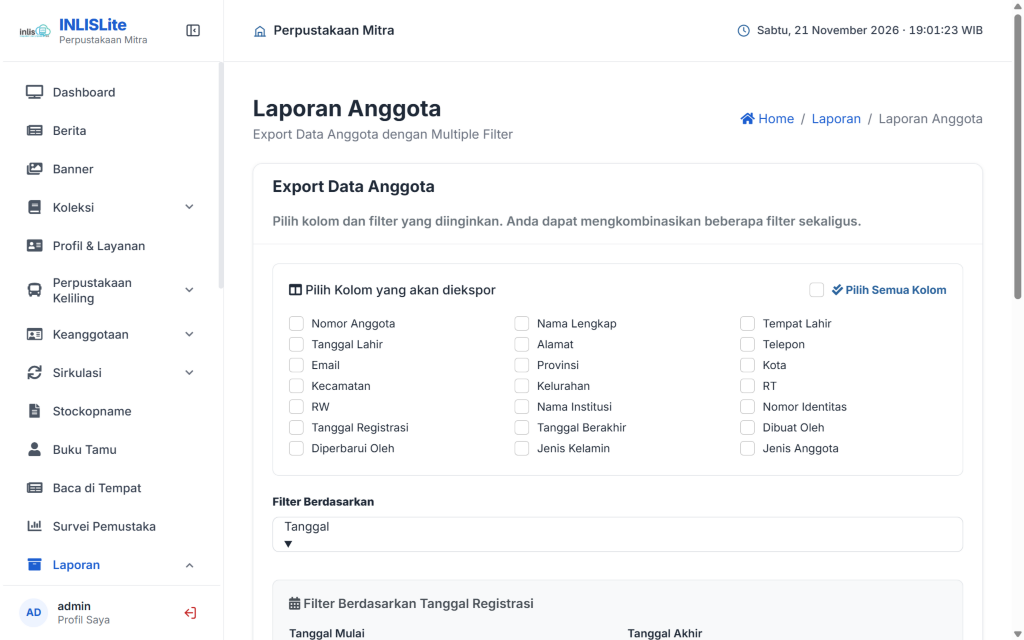 inlis
INLISLite
Perpustakaan Mitra
Perpustakaan Mitra
Sabtu, 21 November 2026 · 19:01:23 WIB
Dashboard
Berita
Banner
Koleksi
Profil & Layanan
Perpustakaan
Keliling
Keanggotaan
Sirkulasi
Stockopname
Buku Tamu
Baca di Tempat
Survei Pemustaka
Laporan
AD
admin
Profil Saya
Laporan Anggota
Export Data Anggota dengan Multiple Filter
Home / Laporan / Laporan Anggota
Export Data Anggota
Pilih kolom dan filter yang diinginkan. Anda dapat mengkombinasikan beberapa filter sekaligus.
Pilih Kolom yang akan diekspor
Pilih Semua Kolom
Nomor Anggota Nama Lengkap Tempat Lahir
Tanggal Lahir Alamat Telepon
Email Provinsi Kota
Kecamatan Kelurahan RT
RW Nama Institusi Nomor Identitas
Tanggal Registrasi Tanggal Berakhir Dibuat Oleh
Diperbarui Oleh Jenis Kelamin Jenis Anggota
Filter Berdasarkan
Tanggal
▼
Filter Berdasarkan Tanggal Registrasi
Tanggal Mulai Tanggal Akhir